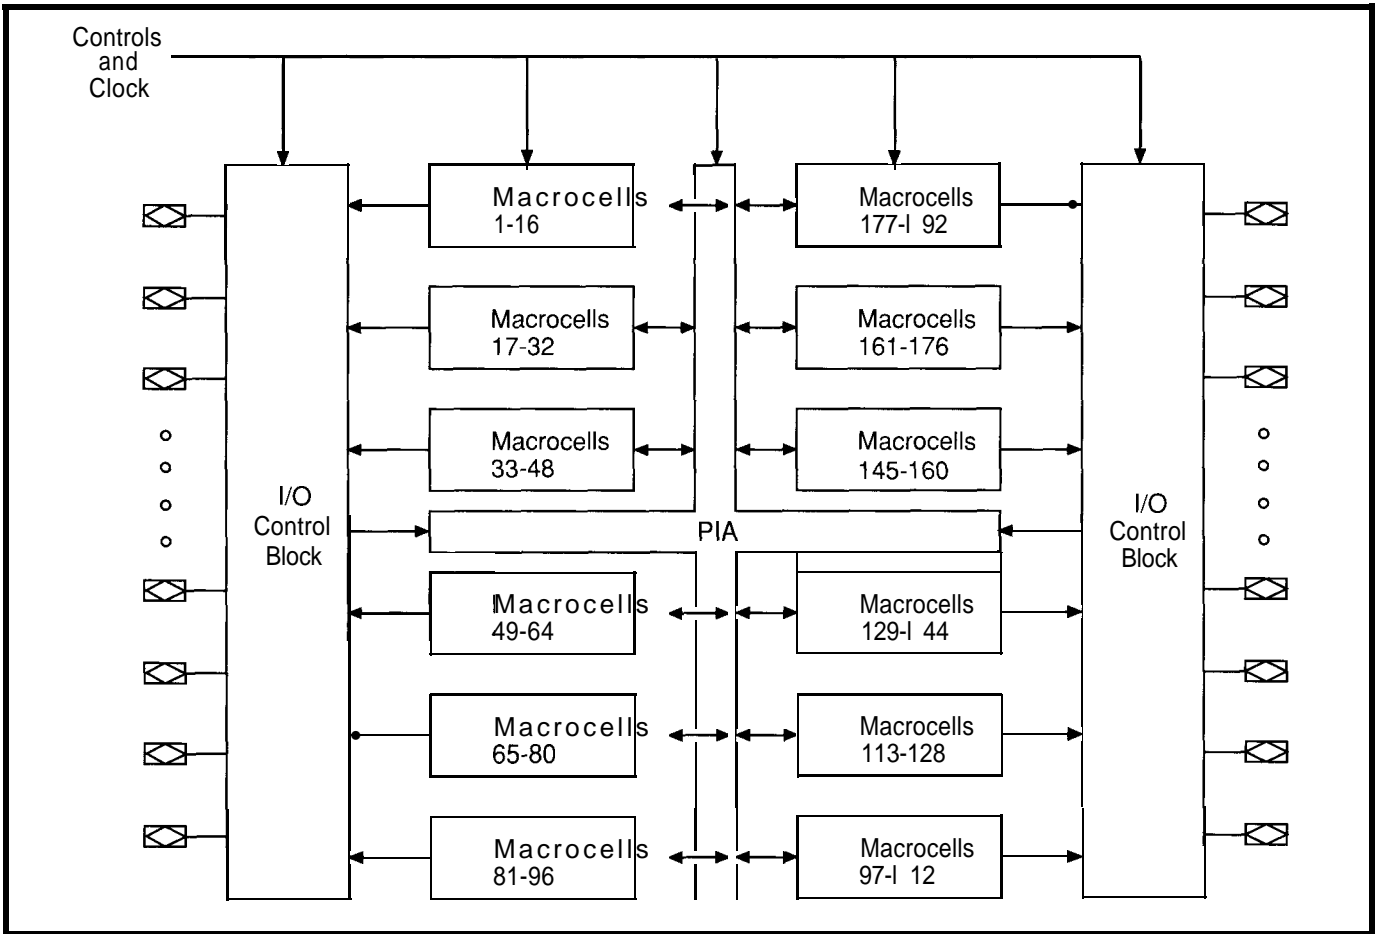 Controls
and
Clock
Macrocells
1-16
Macrocells
177-I 92
Macrocells
17-32
Macrocells
161-176
Macrocells
33-48
Macrocells
145-160
I/O
Control
Block
PIA
I/O
Control
Block
Macrocells
49-64
Macrocells
129-I 44
Macrocells
65-80
Macrocells
113-128
Macrocells
81-96
Macrocells
97-I 12